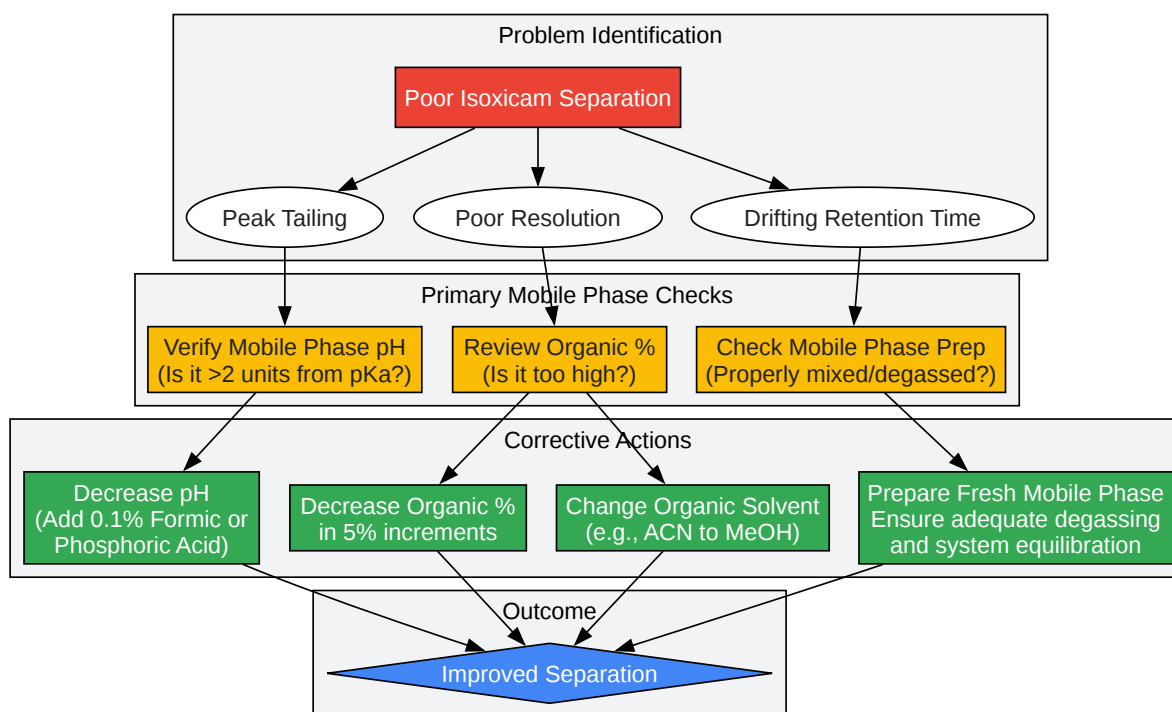 Problem Identification
Poor Isoxicam Separation
Peak Tailing
Poor Resolution
Drifting Retention Time
Primary Mobile Phase Checks
Verify Mobile Phase pH
(Is it >2 units from pKa?)
Review Organic %
(Is it too high?)
Check Mobile Phase Prep
(Properly mixed/degassed?)
Corrective Actions
Decrease pH
(Add 0.1% Formic or
Phosphoric Acid)
Decrease Organic %
in 5% increments
Change Organic Solvent
(e.g., ACN to MeOH)
Prepare Fresh Mobile Phase
Ensure adequate degassing
and system equilibration
Outcome
Improved Separation